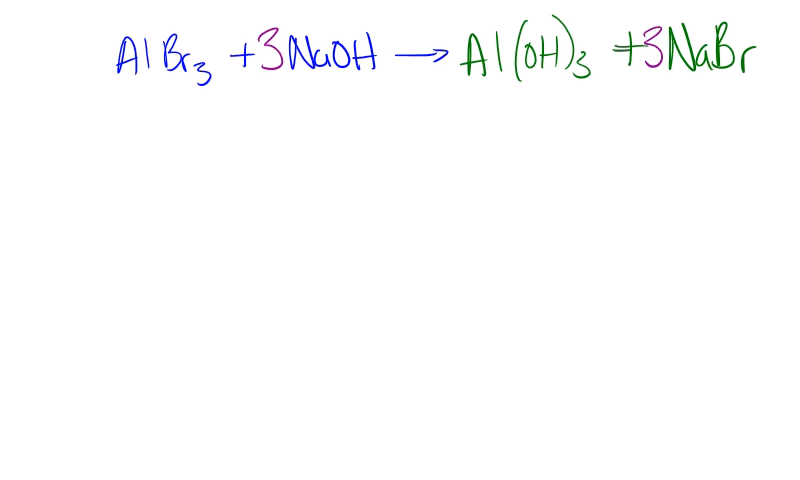 AlBr₃ + 3NaOH → Al(OH)₃ + 3NaBr